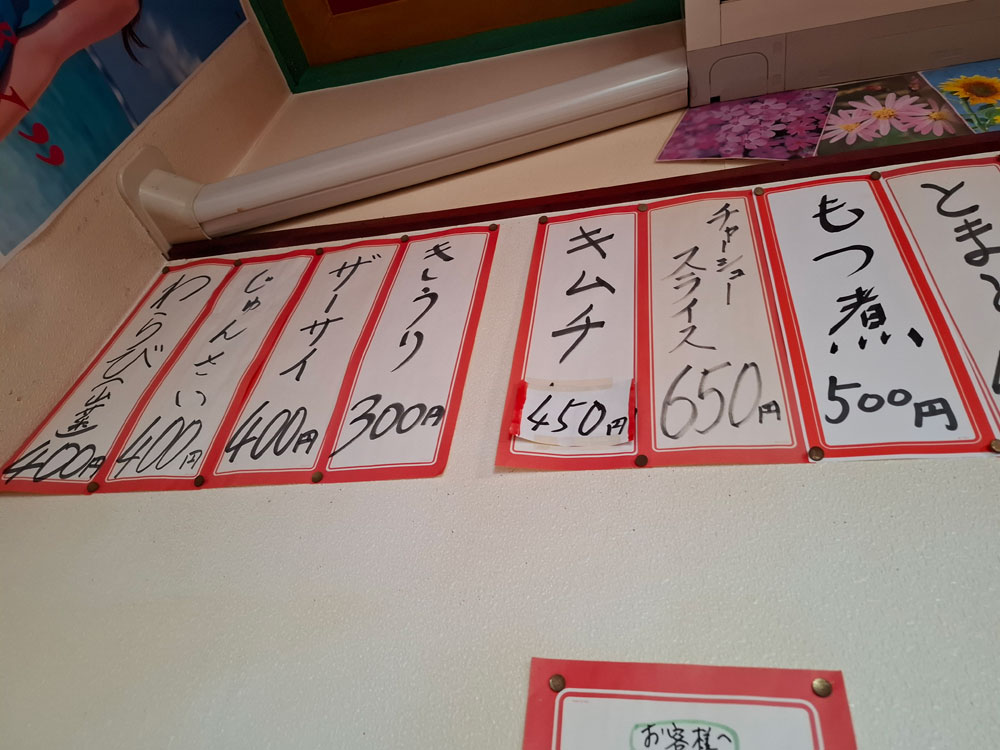 とまと
もつ煮
500円
チャーシュー
スライス
650円
キムチ
450円
きゅうり
300円
ザーサイ
400円
じゅんさい
400円
わらび
400円
お客様へ